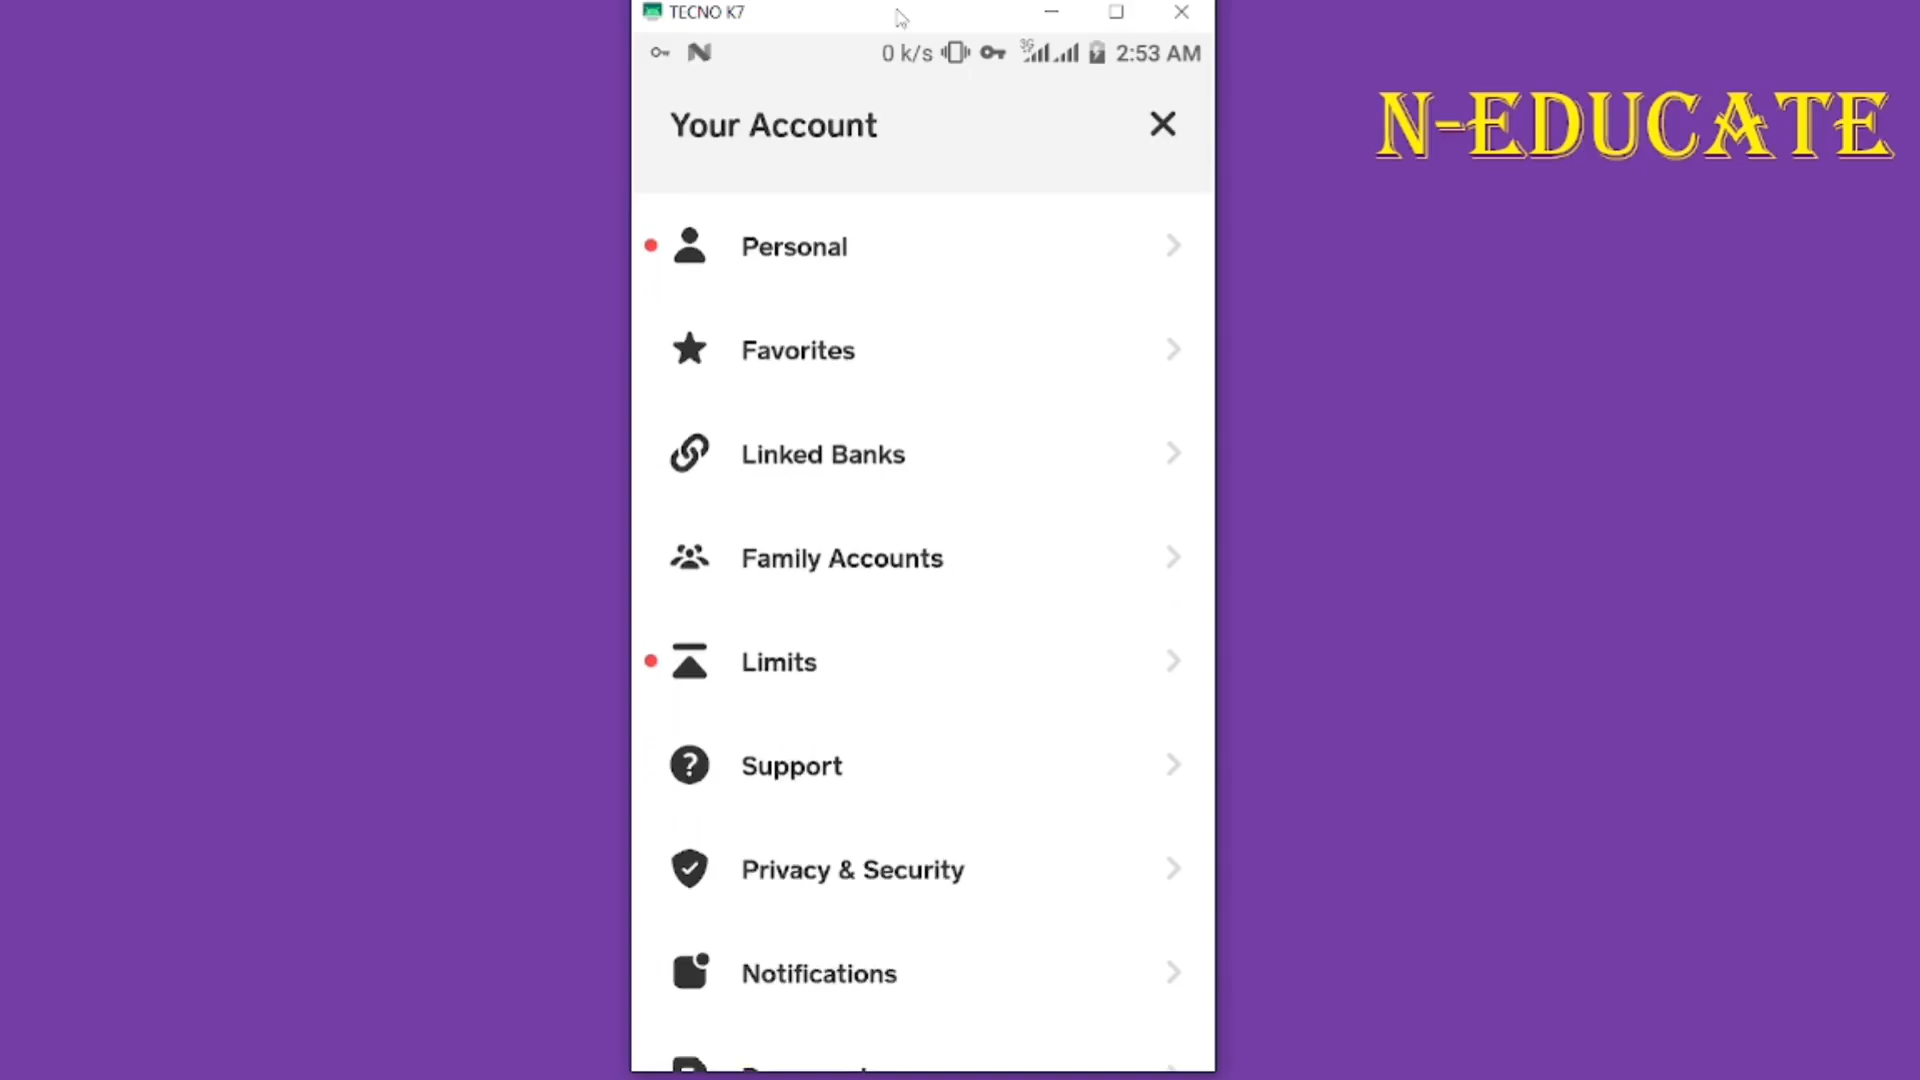 TECNO K7
N-EDUCATE
0 k/s 3G 2:53 AM
Your Account
Personal
Favorites
Linked Banks
Family Accounts
Limits
Support
Privacy & Security
Notifications